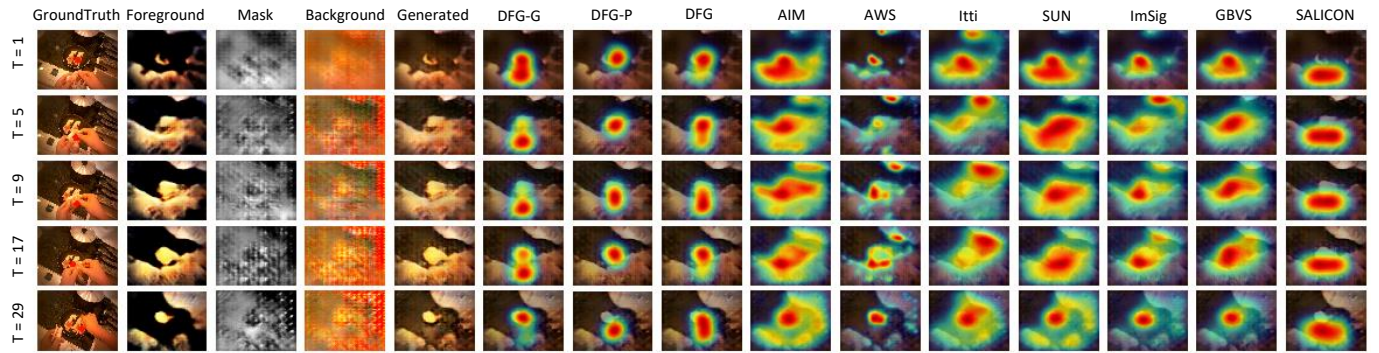 GroundTruth Foreground Mask Background Generated DFG-G DFG-P DFG AIM AWS Itti SUN ImSig GBVS SALICON
T = 1
T = 5
T = 9
T = 17
T = 29